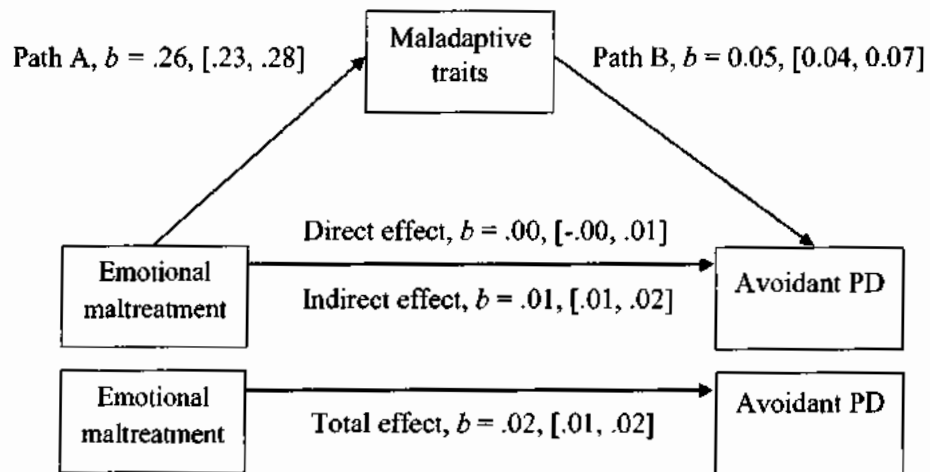 Path A, b = .26, [.23, .28]
Maladaptive
traits
Path B, b = 0.05, [0.04, 0.07]
Direct effect, b = .00, [-.00, .01]
Emotional
maltreatment
Indirect effect, b = .01, [.01, .02]
Avoidant PD
Emotional
maltreatment
Total effect, b = .02, [.01, .02]
Avoidant PD